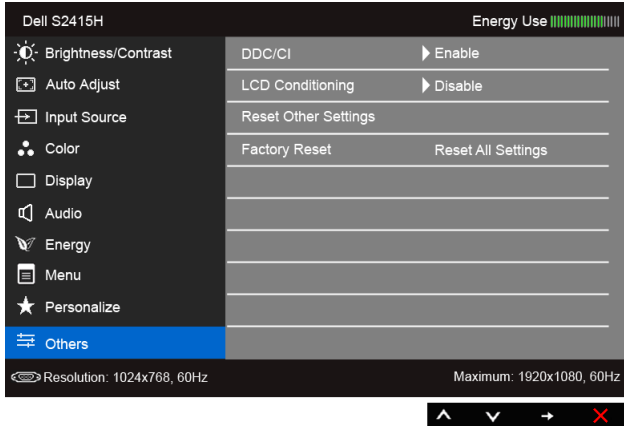 Dell S2415H Energy Use
Brightness/Contrast DDC/CI Enable
Auto Adjust LCD Conditioning Disable
Input Source Reset Other Settings
Color Factory Reset Reset All Settings
Display
Audio
Energy
Menu
Personalize
Others
Resolution: 1024x768, 60Hz Maximum: 1920x1080, 60Hz